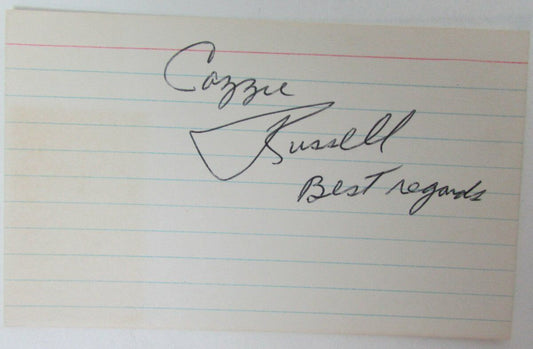 Cazzie
Russell
Best regards